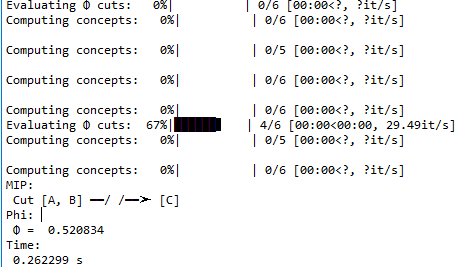 Evaluating Φ cuts:   0%|          | 0/6 [00:00<?, ?it/s]
Computing concepts:   0%|          | 0/6 [00:00<?, ?it/s]
Computing concepts:   0%|          | 0/5 [00:00<?, ?it/s]
Computing concepts:   0%|          | 0/6 [00:00<?, ?it/s]
Computing concepts:   0%|          | 0/6 [00:00<?, ?it/s]
Evaluating Φ cuts:  67%|██████▋   | 4/6 [00:00<00:00, 29.49it/s]
Computing concepts:   0%|          | 0/5 [00:00<?, ?it/s]
Computing concepts:   0%|          | 0/6 [00:00<?, ?it/s]
MIP:
Cut [A, B] ━━/ /━━➤ [C]
Phi:
Φ =  0.520834
Time:
0.262299 s